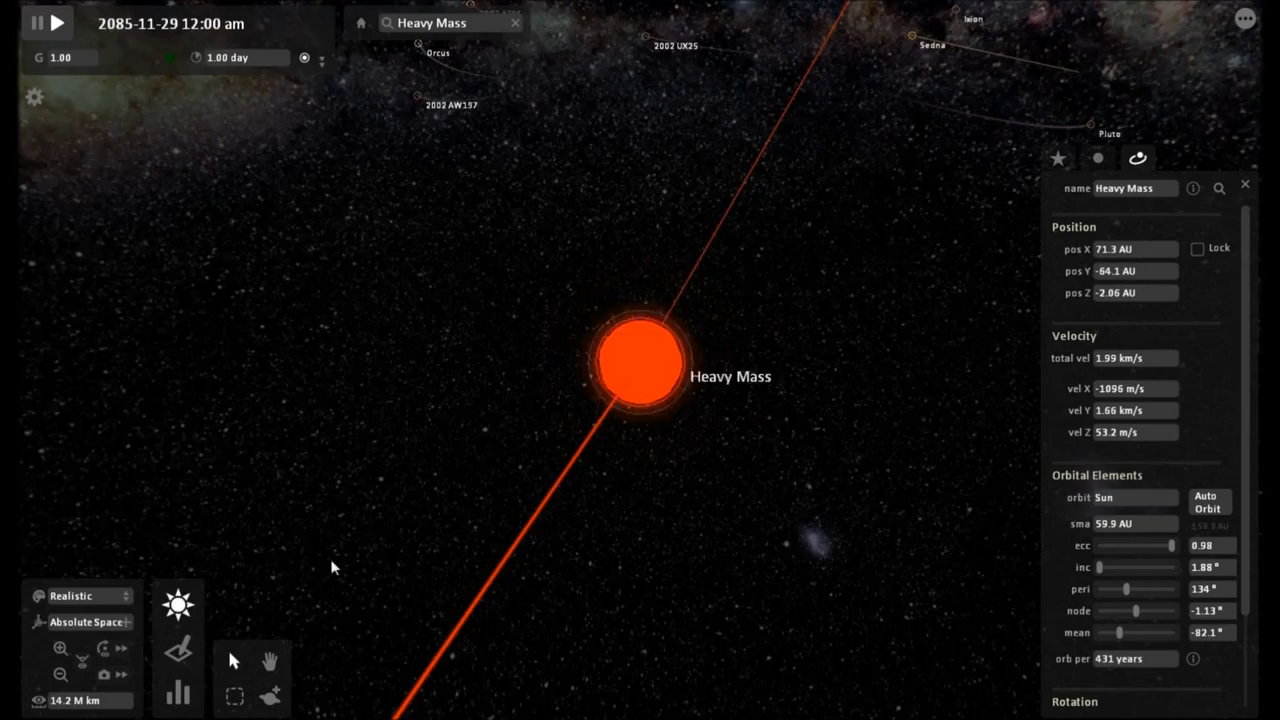 2085-11-29 12:00 am
G 1.00
1.00 day
Heavy Mass
Orcus
2002 AW197
2002 UX25
Ixion
Sedna
Pluto
Heavy Mass
name Heavy Mass
Position
pos X 71.3 AU
Lock
pos Y -64.1 AU
pos Z -2.06 AU
Velocity
total vel 1.99 km/s
vel X -1096 m/s
vel Y 1.66 km/s
vel Z 53.2 m/s
Orbital Elements
orbit Sun
Auto
Orbit
sma 59.9 AU
ecc 0.98
inc 1.88°
peri 134°
node -1.13°
mean -82.1°
orb per 431 years
Rotation
Realistic
Absolute Space
14.2 M km